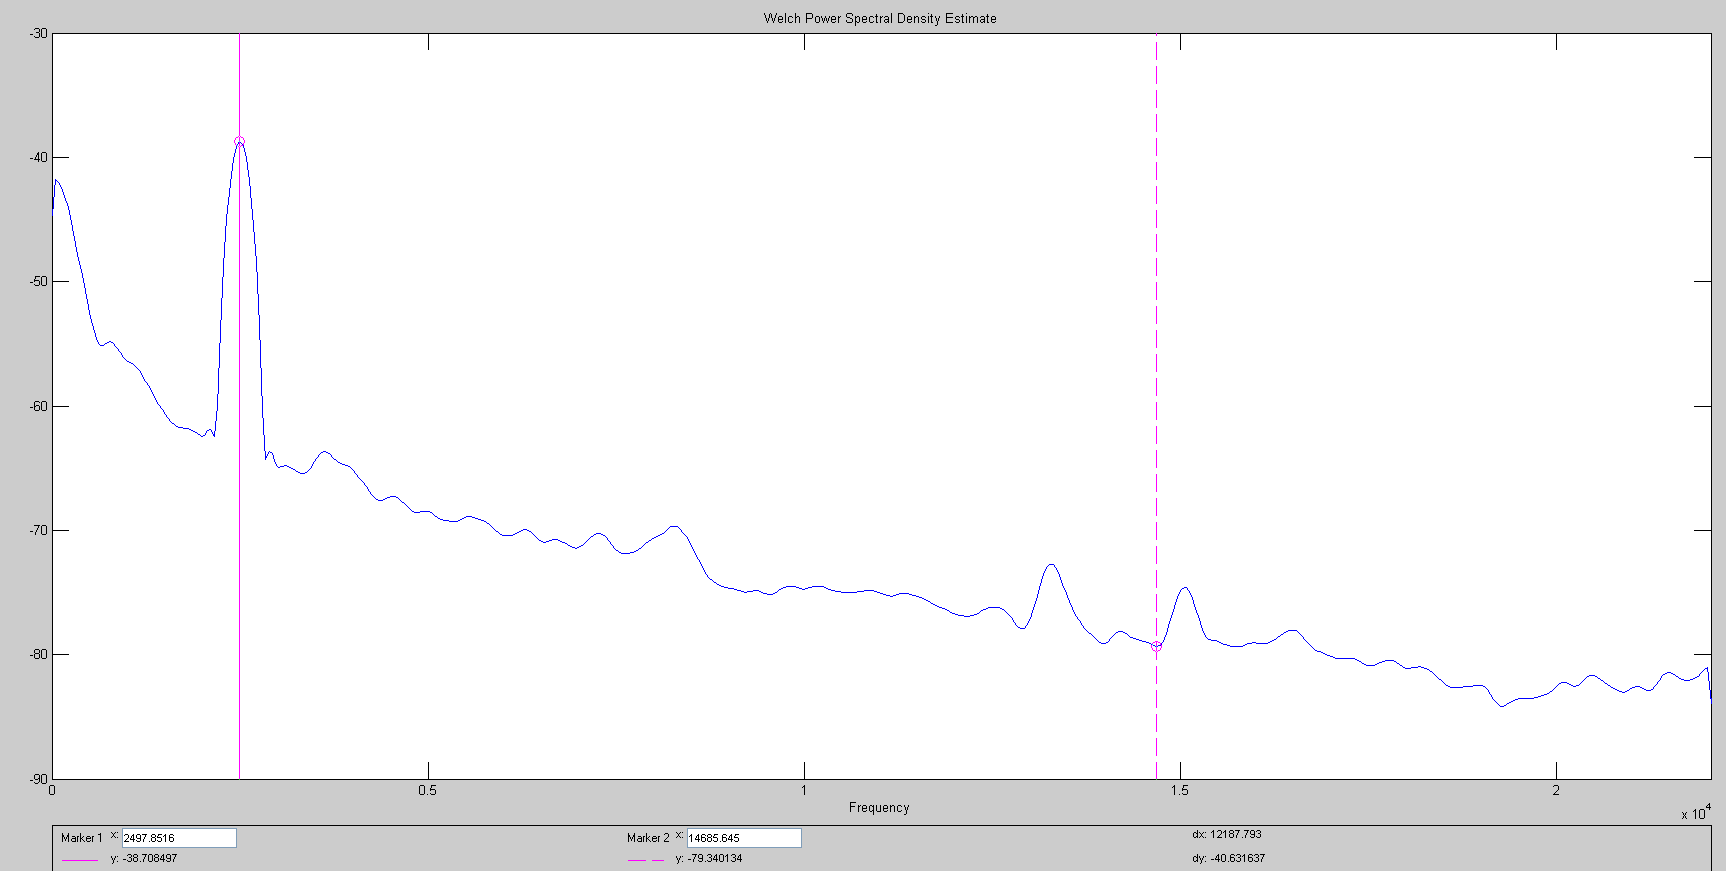 Welch Power Spectral Density Estimate
-30
-40
-50
-60
-70
-80
-90
0 0.5 1 1.5 2
Frequency
x 10^4
Marker 1 x: 2497.8516 Marker 2 x: 14685.645 dx: 12187.793
y: -38.708497 y: -79.340134 dy: -40.631637